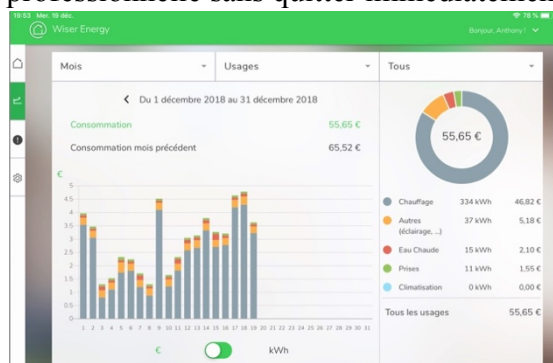 professionnelle sans quitter immédiatement
19:53 Mer. 19 déc.
76 %
Wiser Energy
Bonjour, Anthony !
Mois
Usages
Tous
Du 1 décembre 2018 au 31 décembre 2018
Consommation 55,65 €
Consommation mois précédent 65,52 €
€
5
4.5
4
3.5
3
2.5
2
1.5
1
0.5
0
1 2 3 4 5 6 7 8 9 10 11 12 13 14 15 16 17 18 19 20 21 22 23 24 25 26 27 28 29 30 31
€ kWh
55,65 €
Chauffage 334 kWh 46,82 €
Autres 37 kWh 5,18 €
(éclairage, ...)
Eau Chaude 15 kWh 2,10 €
Prises 11 kWh 1,55 €
Climatisation 0 kWh 0,00 €
Tous les usages 55,65 €